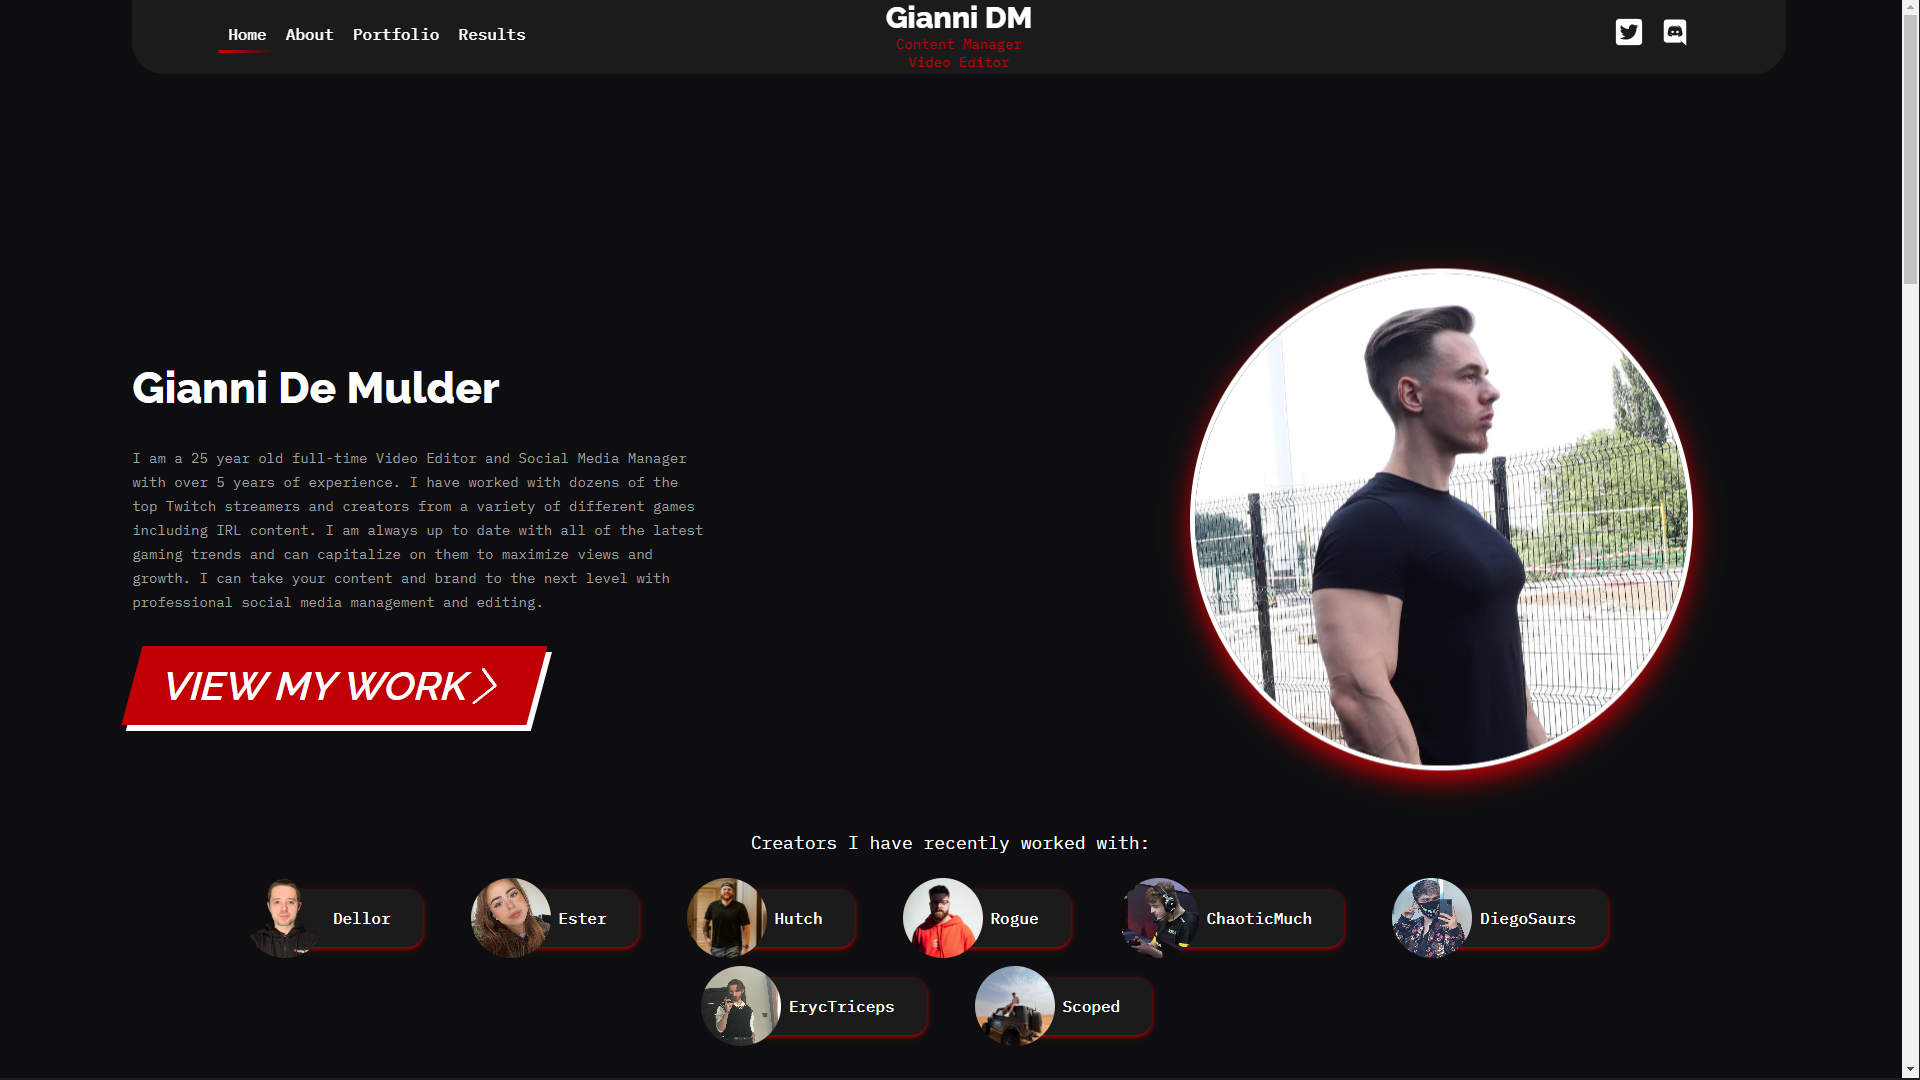 Home About Portfolio Results
Gianni DM
Content Manager
Video Editor
Gianni De Mulder
I am a 25 year old full-time Video Editor and Social Media Manager
with over 5 years of experience. I have worked with dozens of the
top Twitch streamers and creators from a variety of different games
including IRL content. I am always up to date with all of the latest
gaming trends and can capitalize on them to maximize views and
growth. I can take your content and brand to the next level with
professional social media management and editing.
VIEW MY WORK
Creators I have recently worked with:
Dellor Ester Hutch Rogue ChaoticMuch DiegoSaurs
ErycTriceps Scoped